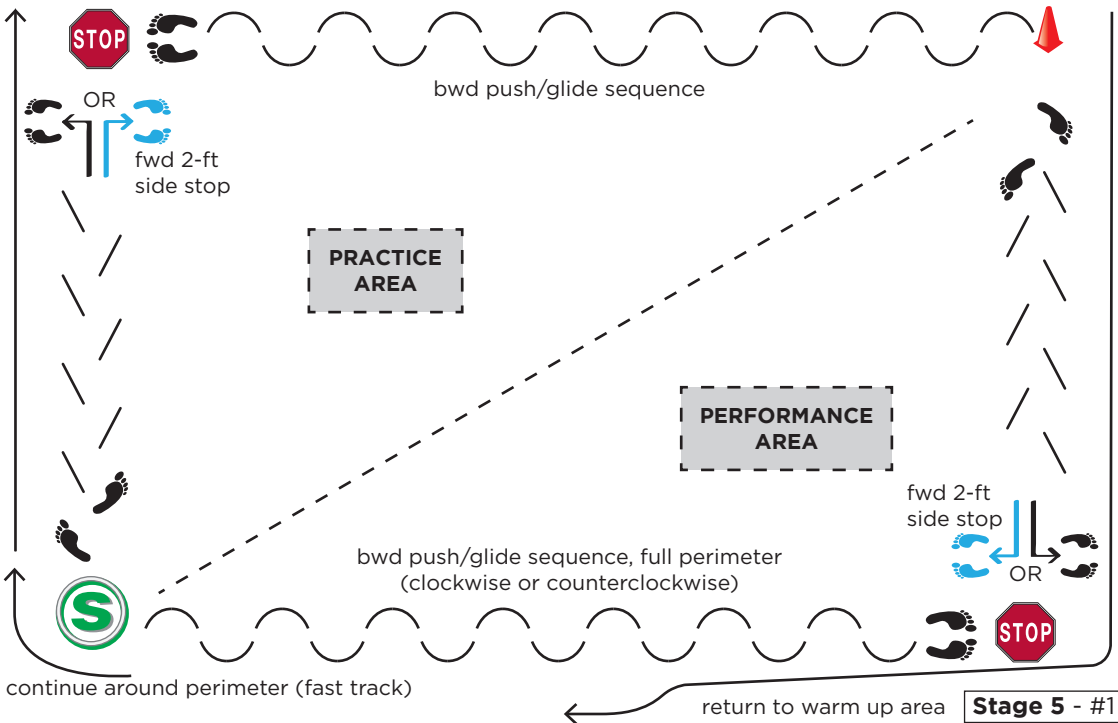 STOP
bwd push/glide sequence
OR
fwd 2-ft
side stop
PRACTICE
AREA
PERFORMANCE
AREA
fwd 2-ft
side stop
OR
bwd push/glide sequence, full perimeter
(clockwise or counterclockwise)
S
STOP
continue around perimeter (fast track)
return to warm up area
Stage 5 - #1